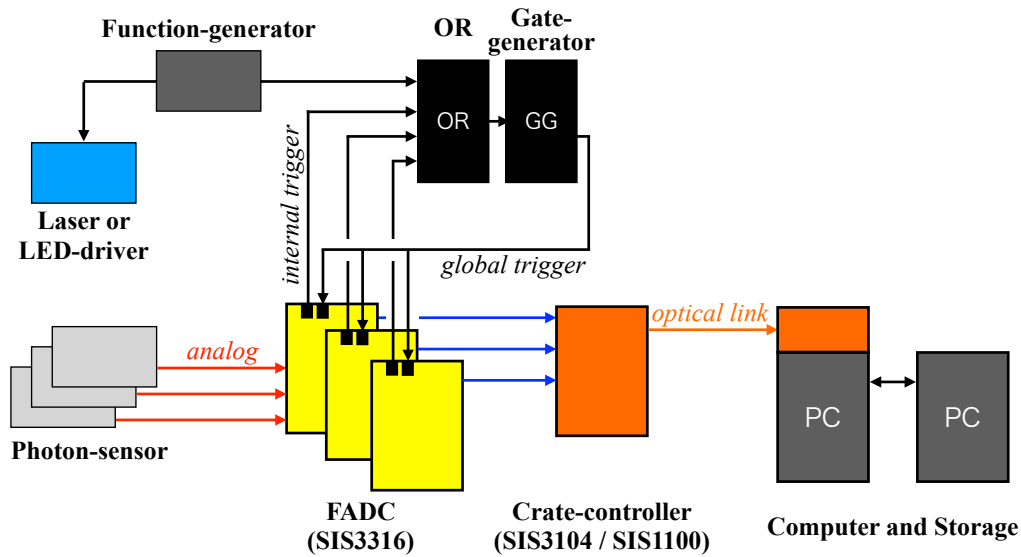 Function-generator
OR
Gate-
generator
OR
GG
Laser or
LED-driver
internal trigger
global trigger
analog
optical link
Photon-sensor
PC
PC
FADC
(SIS3316)
Crate-controller
(SIS3104 / SIS1100)
Computer and Storage